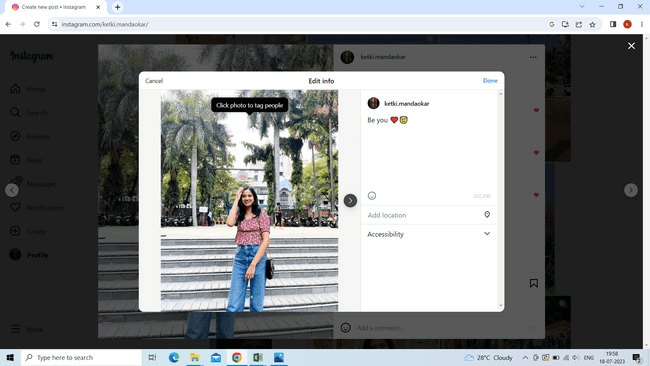 Create new post • Instagram
instagram.com/ketki.mandaokar/
Instagram
Home
Search
Explore
Reels
Messages
Notifications
Create
Profile
More
ketki.mandaokar
Cancel
Edit info
Done
Click photo to tag people
ketki.mandaokar
Be you ❤️😇
Add location
Accessibility
Add a comment...
Type here to search
28°C Cloudy
ENG
19:58
18-07-2023